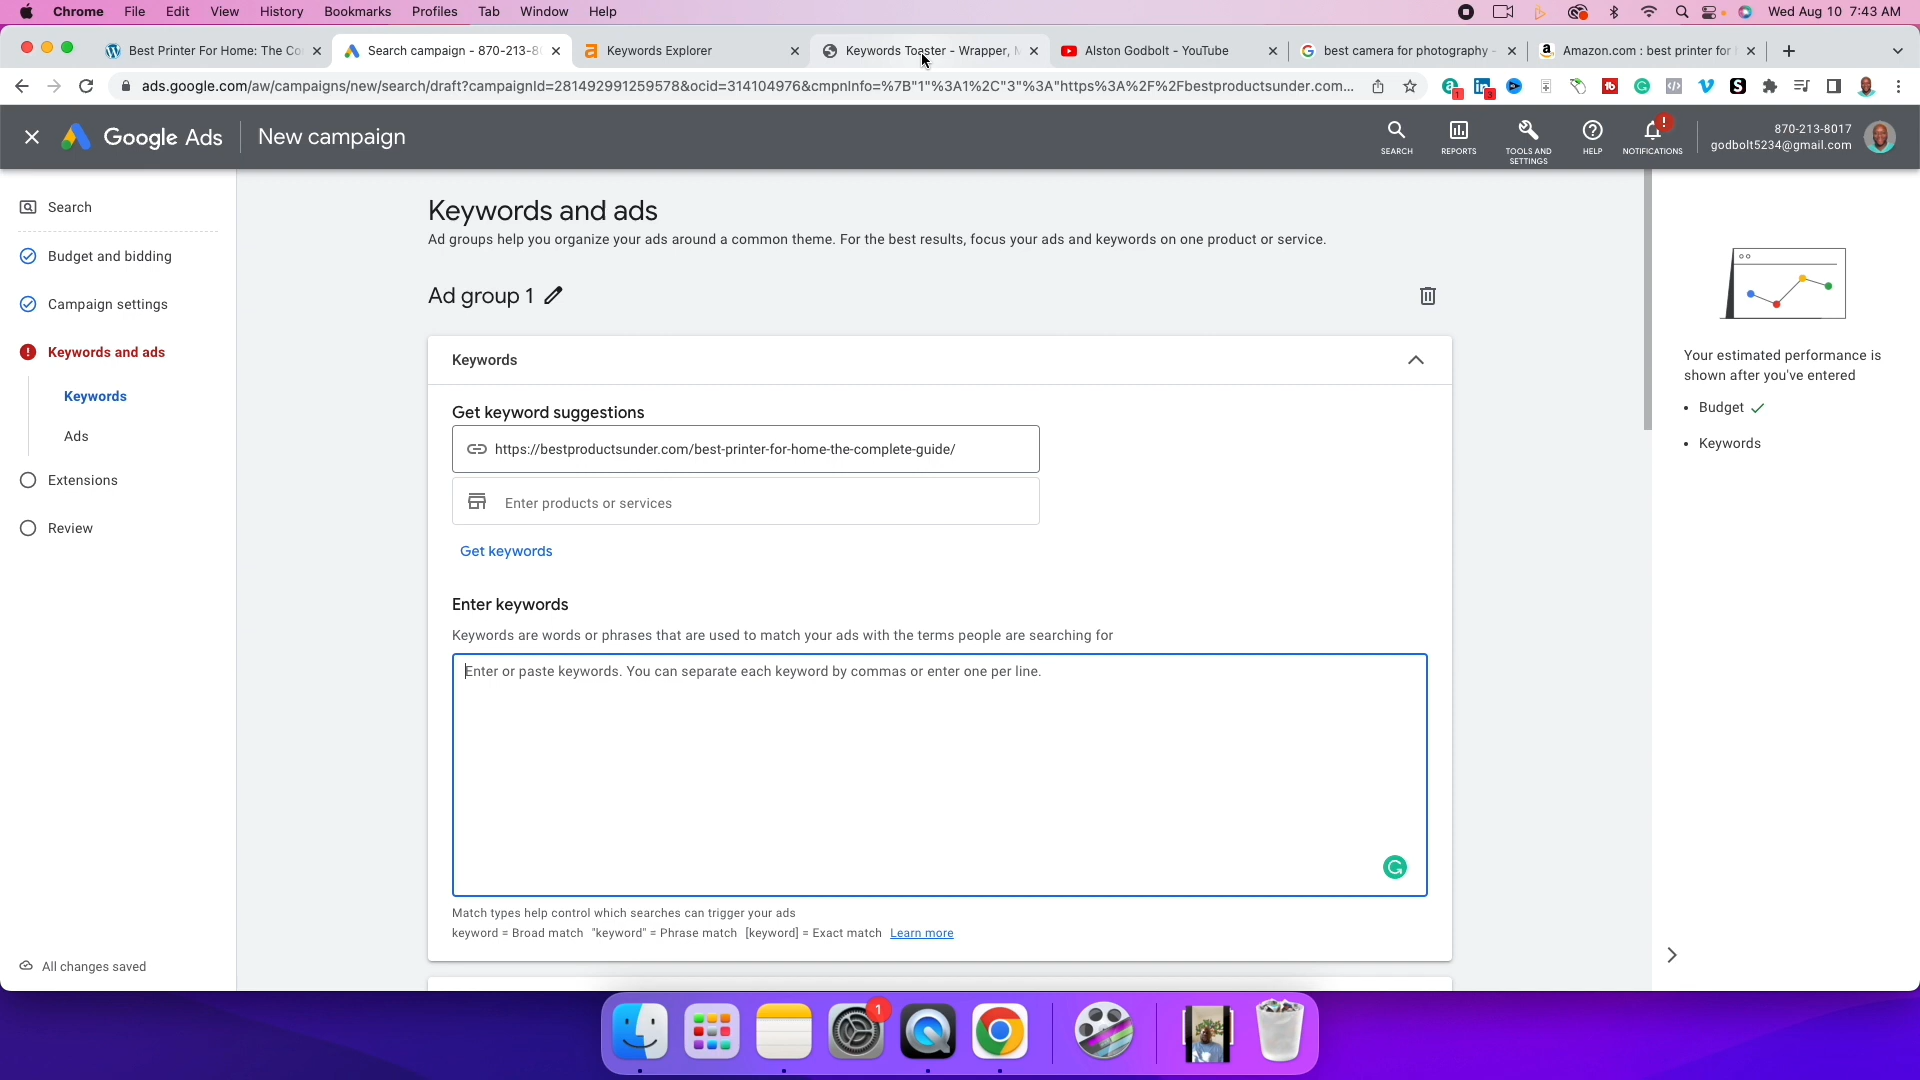 Chrome File Edit View History Bookmarks Profiles Tab Window Help Wed Aug 10 7:43 AM
Best Printer For Home: The Co Search campaign - 870-213-8 Keywords Explorer Keywords Toaster - Wrapper, Alston Godbolt - YouTube best camera for photography - Amazon.com : best printer for
ads.google.com/aw/campaigns/new/search/draft?campaignId=281492991259578&ocid=314104976&cmpnInfo=%7B"1"%3A1%2C"3"%3A"https%3A%2F%2Fbestproductsunder.com...
Google Ads New campaign
SEARCH REPORTS TOOLS AND SETTINGS HELP NOTIFICATIONS
870-213-8017
godbolt5234@gmail.com
Search
Budget and bidding
Campaign settings
Keywords and ads
Keywords
Ads
Extensions
Review
All changes saved
Keywords and ads
Ad groups help you organize your ads around a common theme. For the best results, focus your ads and keywords on one product or service.
Ad group 1
Keywords
Get keyword suggestions
https://bestproductsunder.com/best-printer-for-home-the-complete-guide/
Enter products or services
Get keywords
Enter keywords
Keywords are words or phrases that are used to match your ads with the terms people are searching for
Enter or paste keywords. You can separate each keyword by commas or enter one per line.
Match types help control which searches can trigger your ads
keyword = Broad match "keyword" = Phrase match [keyword] = Exact match Learn more
Your estimated performance is
shown after you've entered
• Budget
• Keywords
1